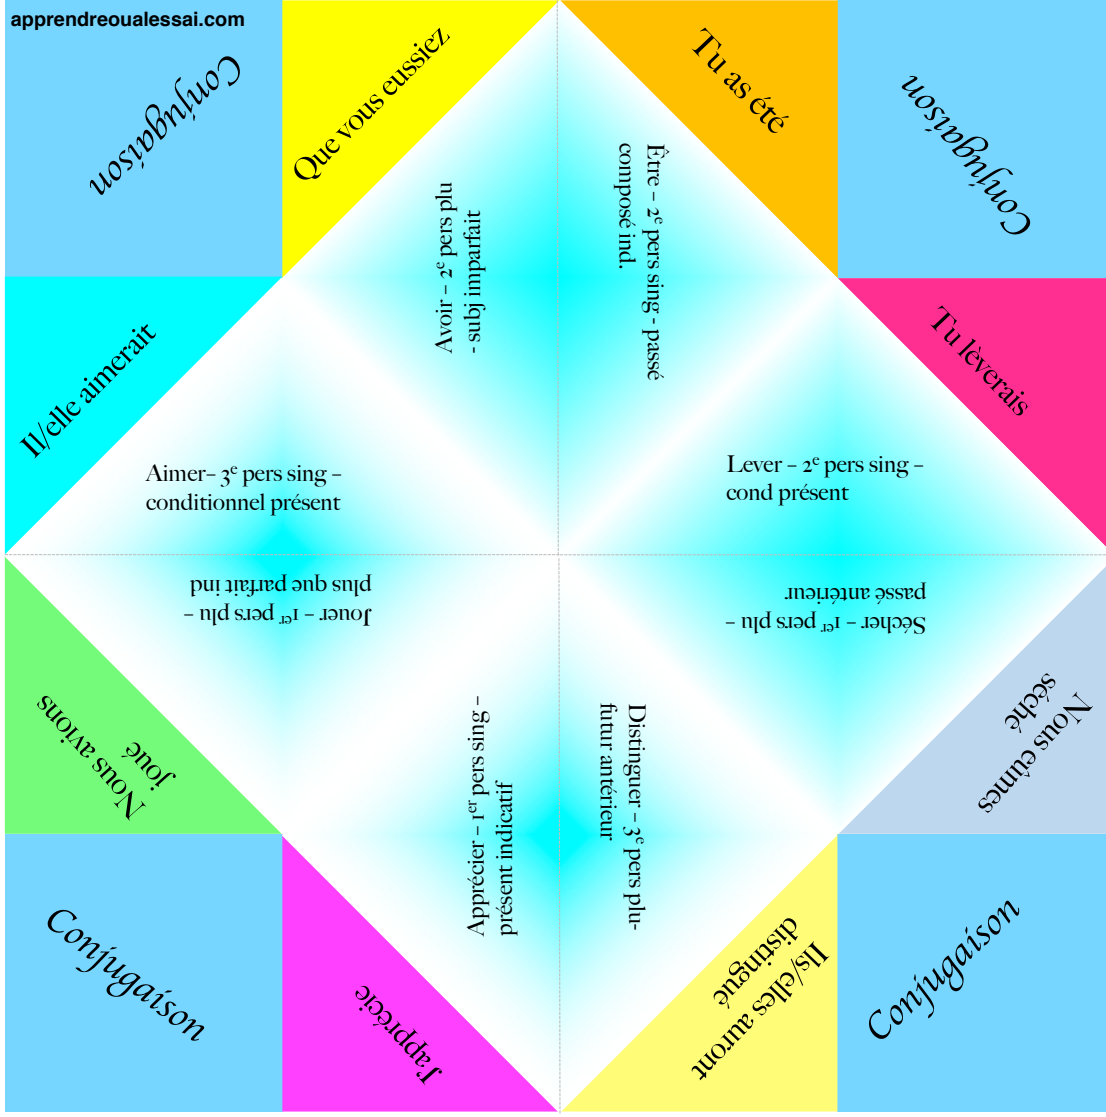 apprendreoualessai.com
Conjugaison
Que vous eussiez
Tu as été
Conjugaison
Il/elle aimerait
Avoir – 2e pers plu
- subj imparfait
Être – 2e pers sing - passé
composé ind.
Tu lèverais
Aimer– 3e pers sing –
conditionnel présent
Lever – 2e pers sing –
cond présent
Jouer – 1er pers plu –
plus que parfait ind
Sécher – 1er pers plu –
passé antérieur
Nous avions
joué
Apprécier – 1er pers sing –
présent indicatif
Distinguer – 3e pers plu-
futur antérieur
Nous eûmes
séché
Conjugaison
J'apprécie
Ils/elles auront
distingué
Conjugaison